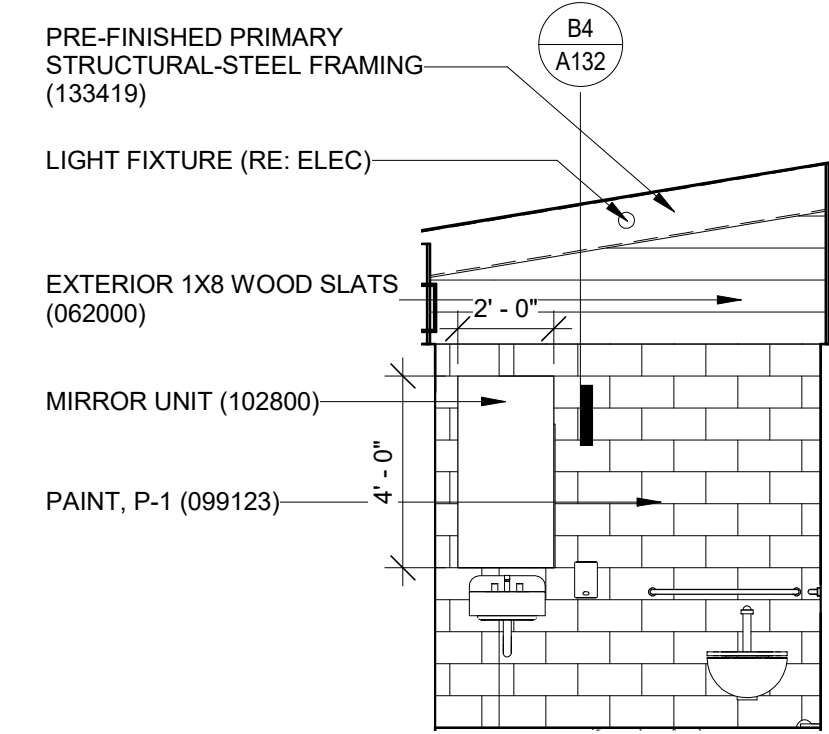 B4
A132
PRE-FINISHED PRIMARY
STRUCTURAL-STEEL FRAMING
(133419)
LIGHT FIXTURE (RE: ELEC)
EXTERIOR 1X8 WOOD SLATS
(062000)
2' - 0"
MIRROR UNIT (102800)
4' - 0"
PAINT, P-1 (099123)